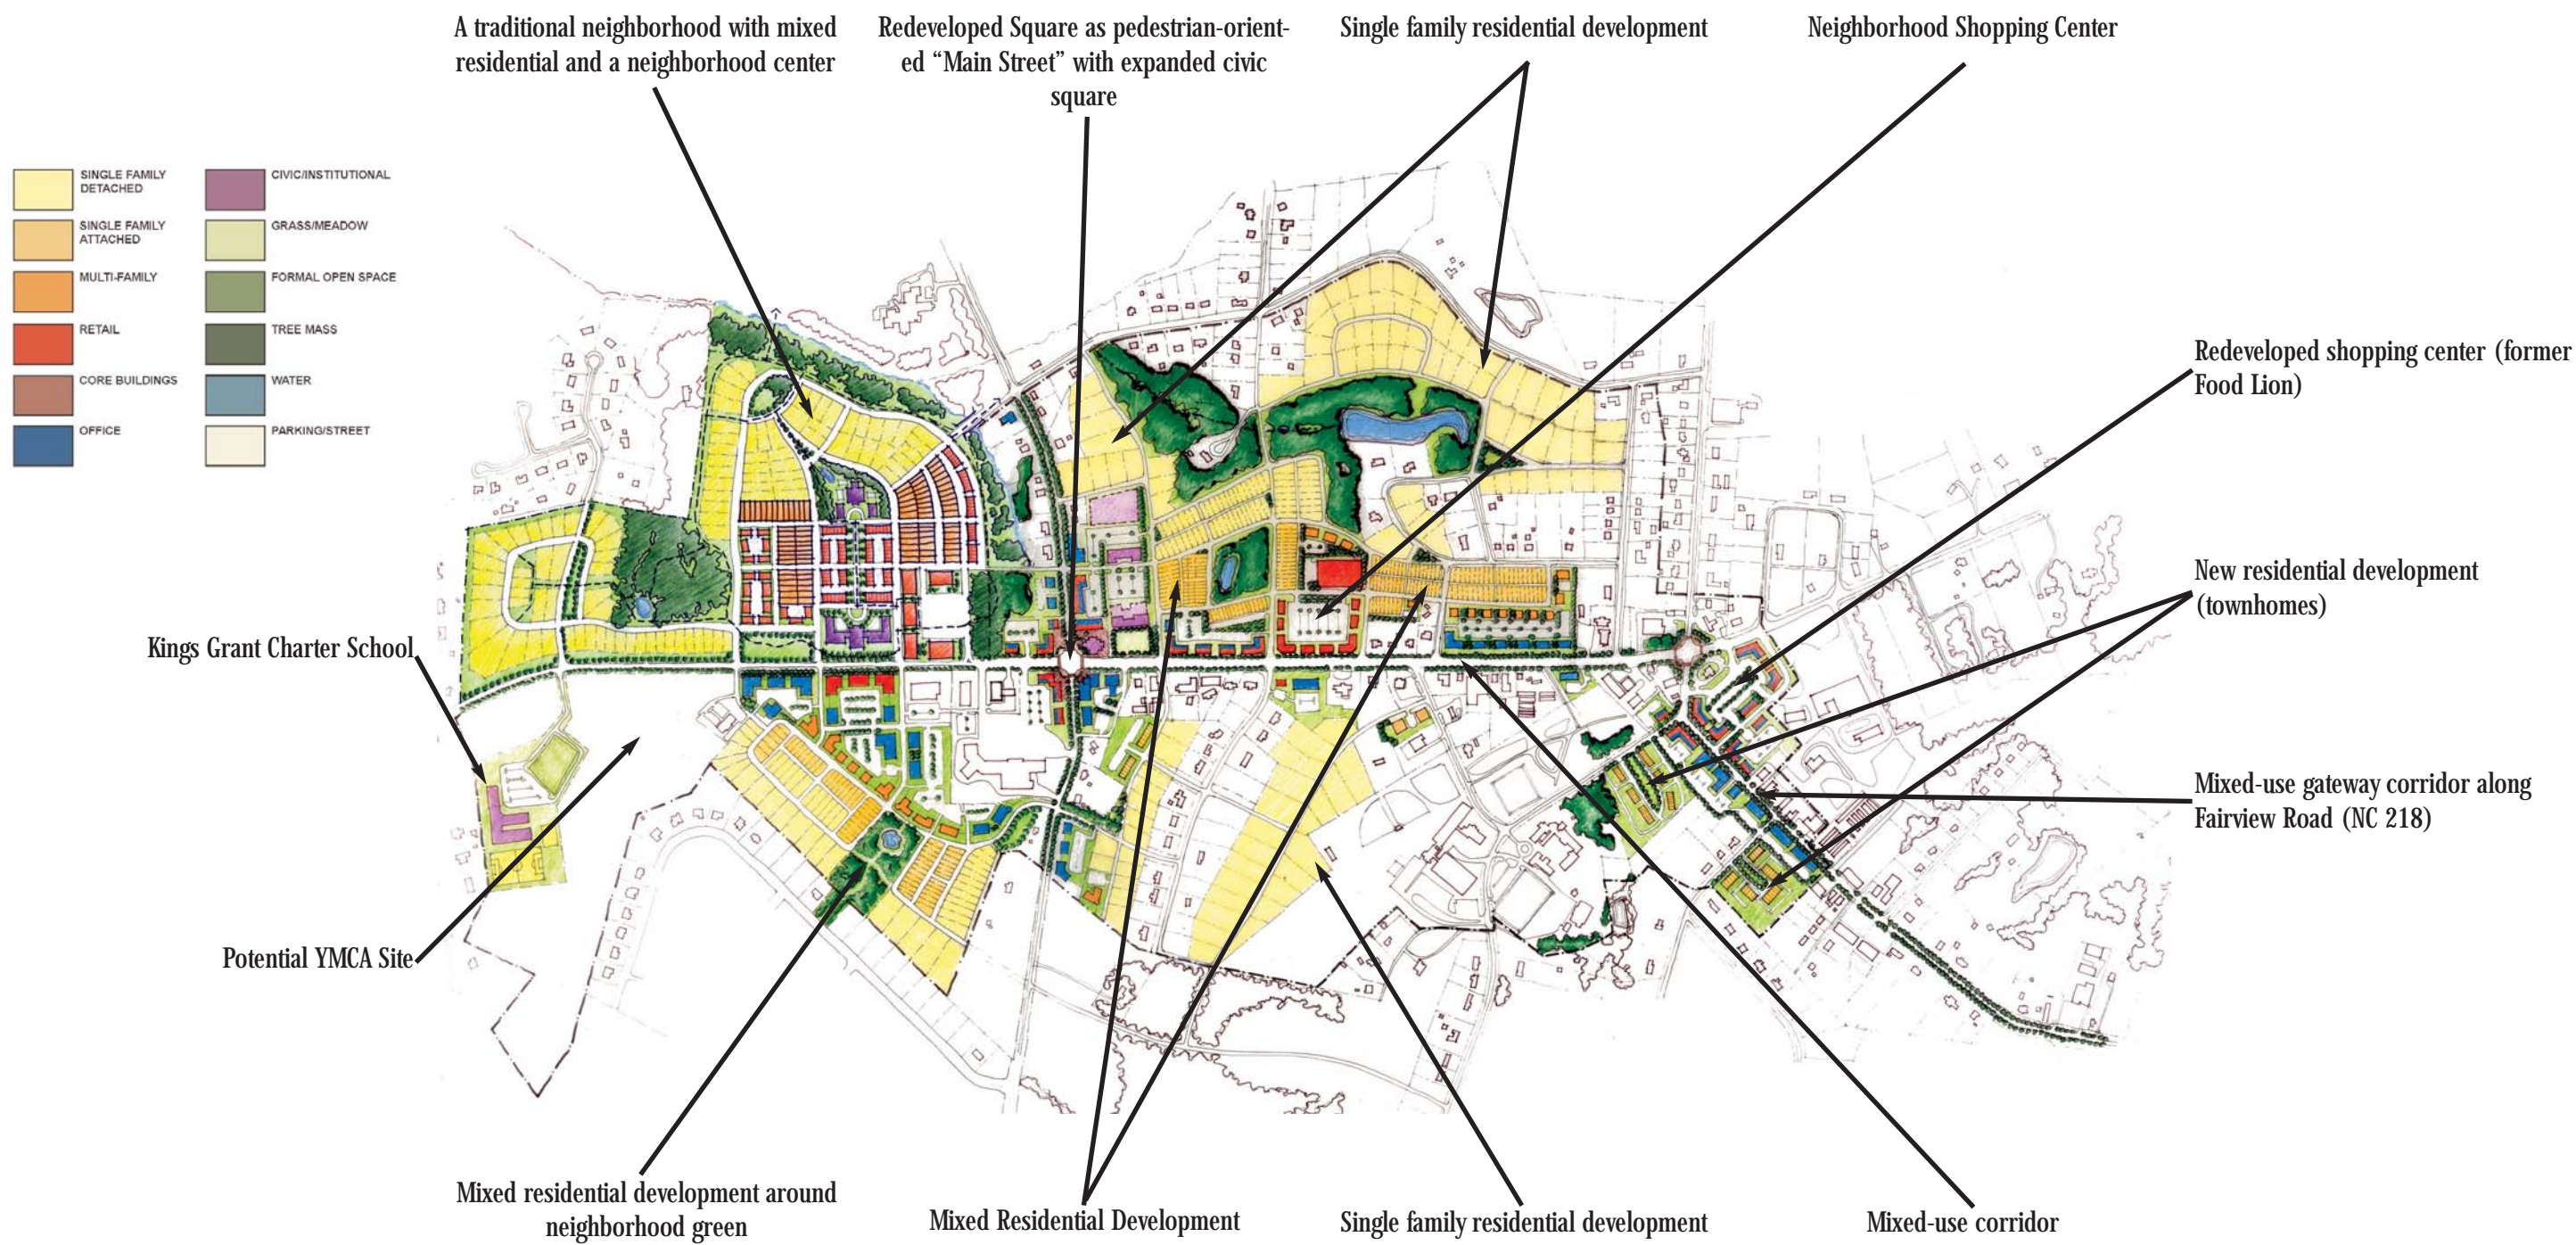 A traditional neighborhood with mixed
residential and a neighborhood center
Redeveloped Square as pedestrian-orient-
ed “Main Street” with expanded civic
square
Single family residential development
Neighborhood Shopping Center
SINGLE FAMILY
DETACHED
CIVIC/INSTITUTIONAL
SINGLE FAMILY
ATTACHED
GRASS/MEADOW
MULTI-FAMILY
FORMAL OPEN SPACE
RETAIL
TREE MASS
CORE BUILDINGS
WATER
OFFICE
PARKING/STREET
Redeveloped shopping center (former
Food Lion)
New residential development
(townhomes)
Kings Grant Charter School
Mixed-use gateway corridor along
Fairview Road (NC 218)
Potential YMCA Site
Mixed residential development around
neighborhood green
Mixed Residential Development
Single family residential development
Mixed-use corridor